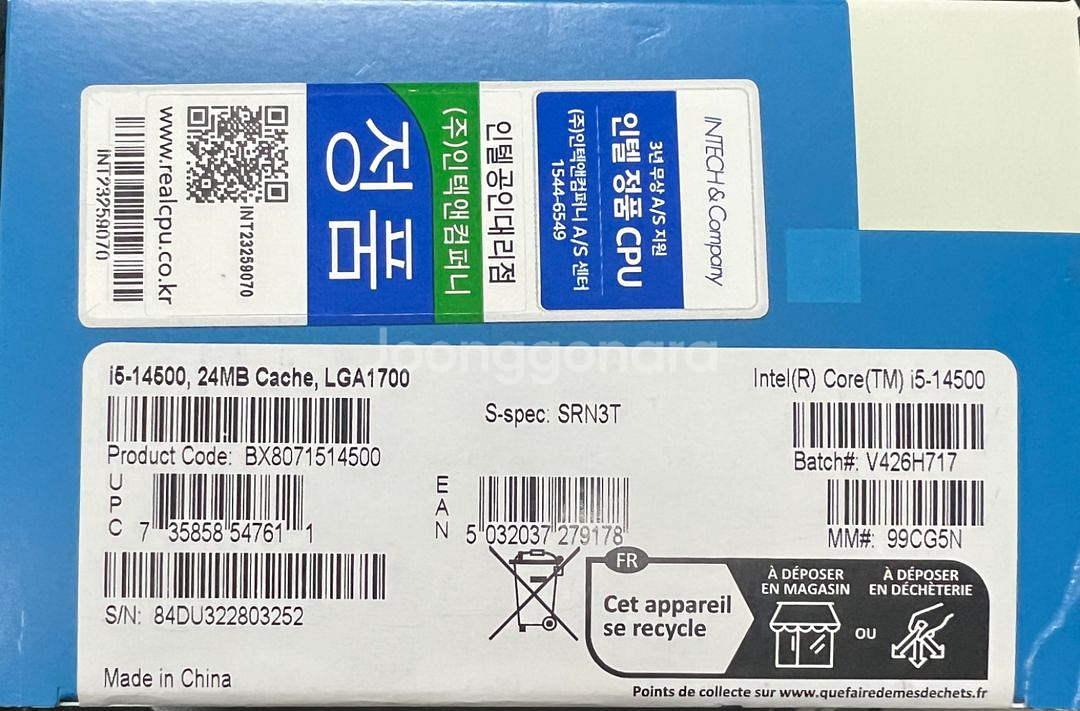 INTECH & Company
3년 무상 A/S 지원
인텔 정품 CPU
(주)인텍앤컴퍼니 A/S 센터
1544-6549
인텔공인대리점
(주)인텍앤컴퍼니
정품
INT23259070
www.realcpu.co.kr
INT23259070
Joonggonara
i5-14500, 24MB Cache, LGA1700
Intel(R) Core(TM) i5-14500
S-spec: SRN3T
Product Code: BX8071514500
Batch#: V426H717
UPC 7 35858 54761 1
EAN 5 032037 279178
MM#: 99CG5N
S/N: 84DU322803252
FR
Cet appareil
se recycle
À DÉPOSER
EN MAGASIN
OU
À DÉPOSER
EN DÉCHÈTERIE
Points de collecte sur www.quefairedemesdechets.fr
Made in China